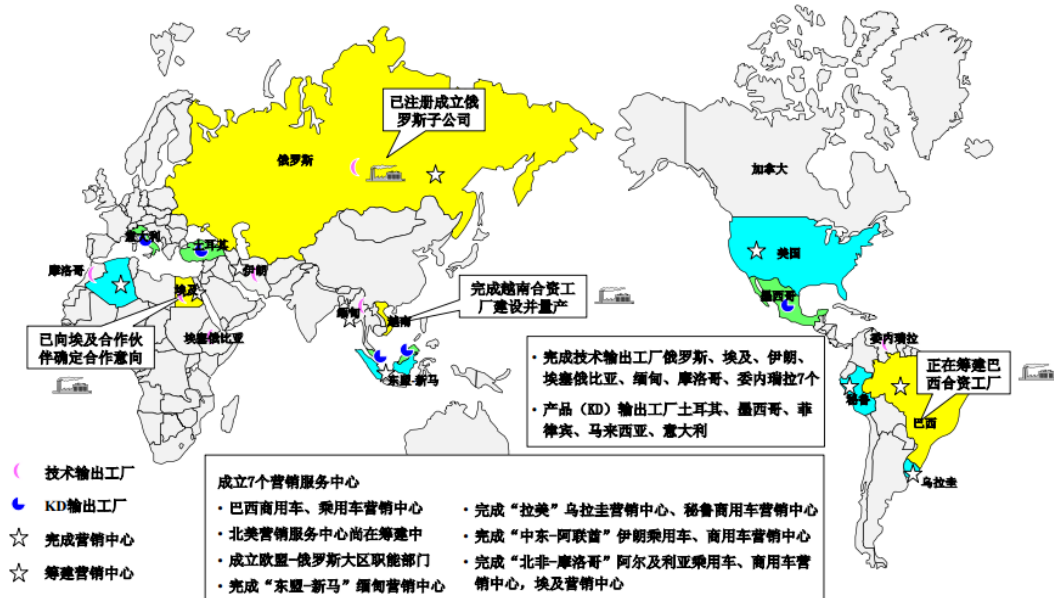 已注册成立俄
罗斯子公司
俄罗斯
加拿大
意大利
土耳其
美国
摩洛哥
伊朗
埃及
完成越南合资工
厂建设并量产
墨西哥
缅甸
越南
已向埃及合作伙
伴确定合作意向
埃塞俄比亚
委内瑞拉
· 完成技术输出工厂俄罗斯、埃及、伊朗、
埃塞俄比亚、缅甸、摩洛哥、委内瑞拉7个
· 产品（KD）输出工厂土耳其、墨西哥、菲
律宾、马来西亚、意大利
正在筹建巴
西合资工厂
东盟-新马
秘鲁
巴西
乌拉圭
技术输出工厂
KD输出工厂
完成营销中心
筹建营销中心
成立7个营销服务中心
· 巴西商用车、乘用车营销中心
· 北美营销服务中心尚在筹建中
· 成立欧盟-俄罗斯大区职能部门
· 完成“东盟-新马”缅甸营销中心
· 完成“拉美”乌拉圭营销中心、秘鲁商用车营销中心
· 完成“中东-阿联酋”伊朗乘用车、商用车营销中心
· 完成“北非-摩洛哥”阿尔及利亚乘用车、商用车营
销中心，埃及营销中心